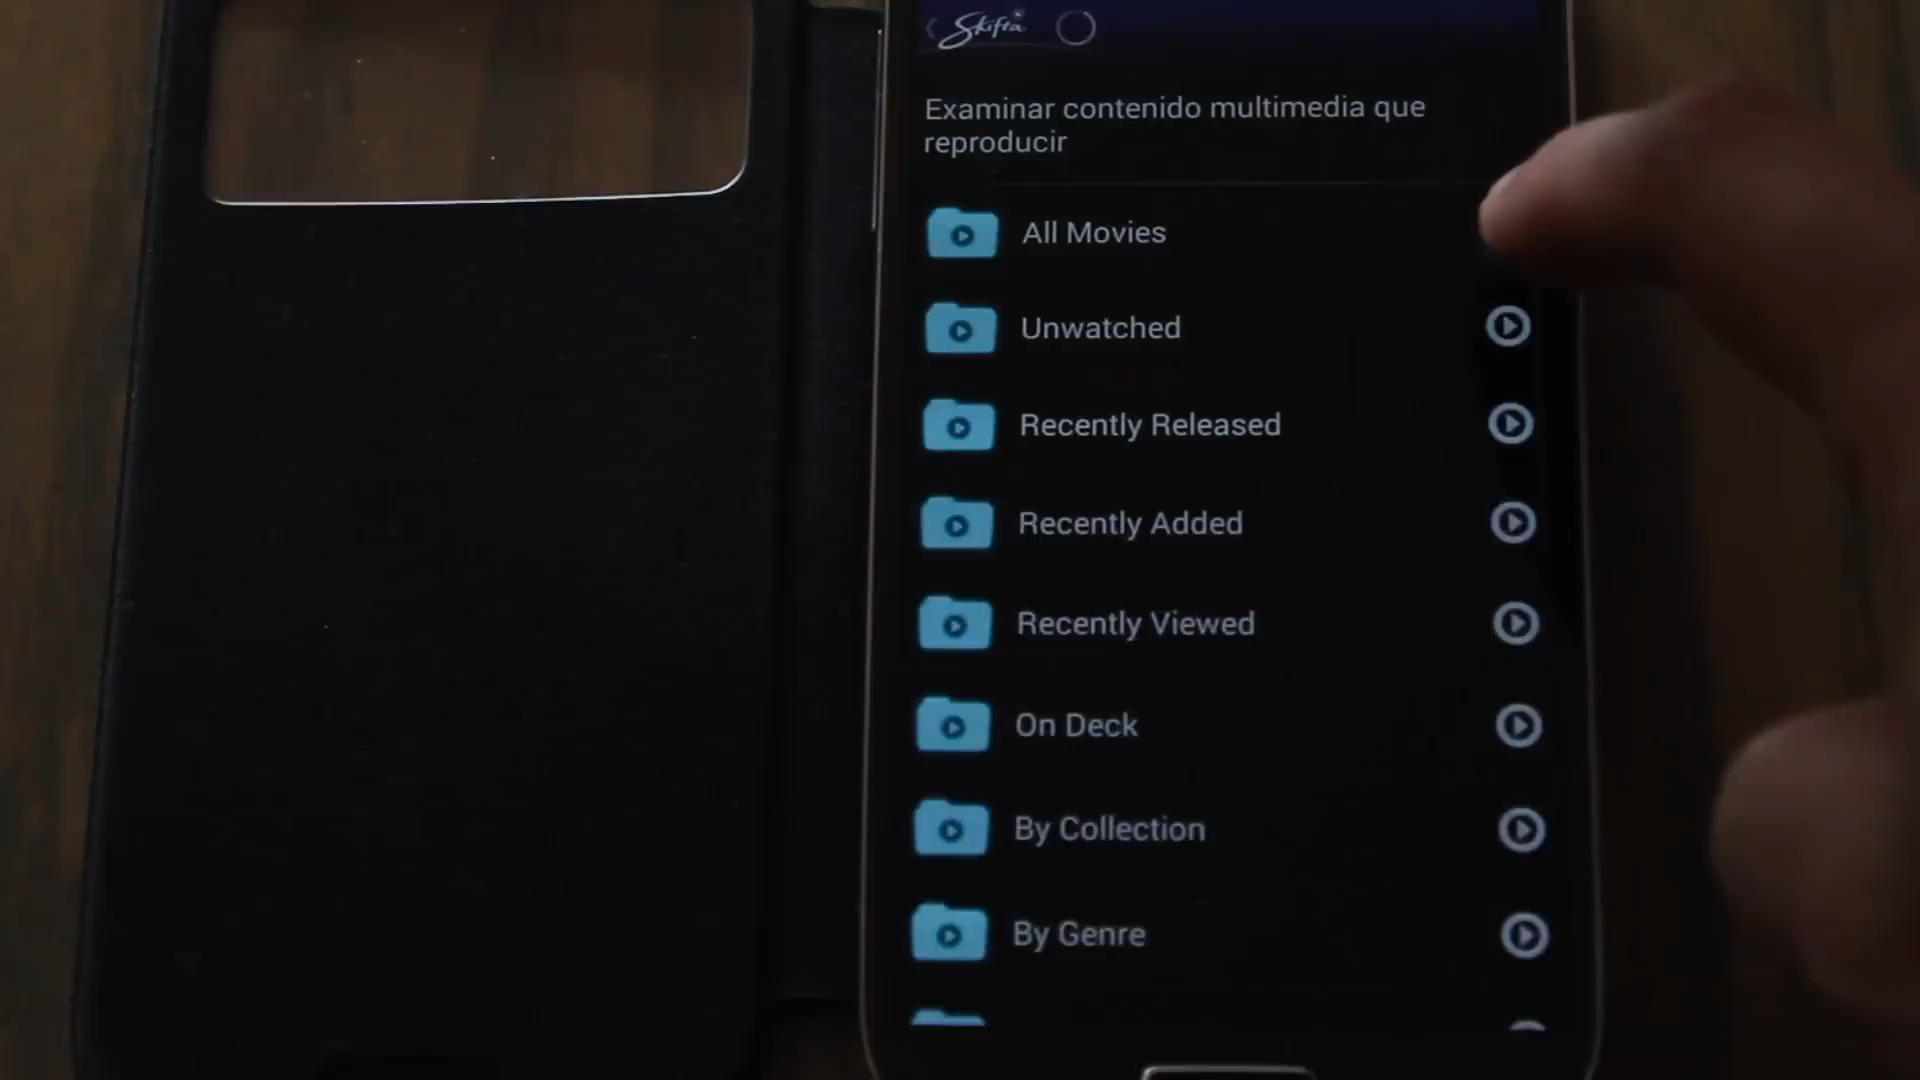 Skifta
Examinar contenido multimedia que
reproducir
All Movies
Unwatched
Recently Released
Recently Added
Recently Viewed
On Deck
By Collection
By Genre